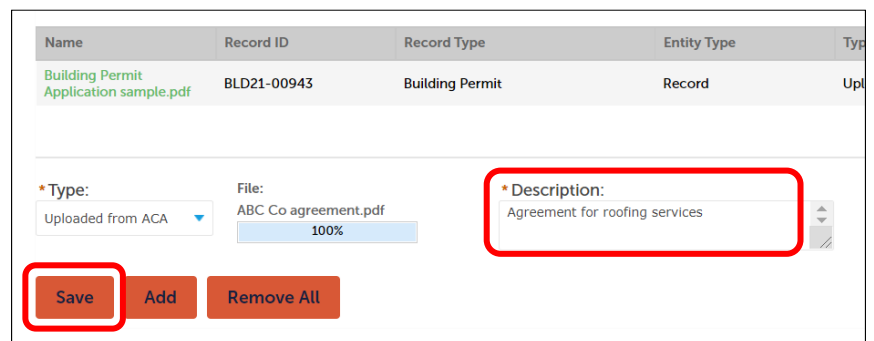 Name Record ID Record Type Entity Type Typ
Building Permit
Application sample.pdf BLD21-00943 Building Permit Record Upl
*Type: File: *Description:
Uploaded from ACA ABC Co agreement.pdf Agreement for roofing services
100%
Save Add Remove All